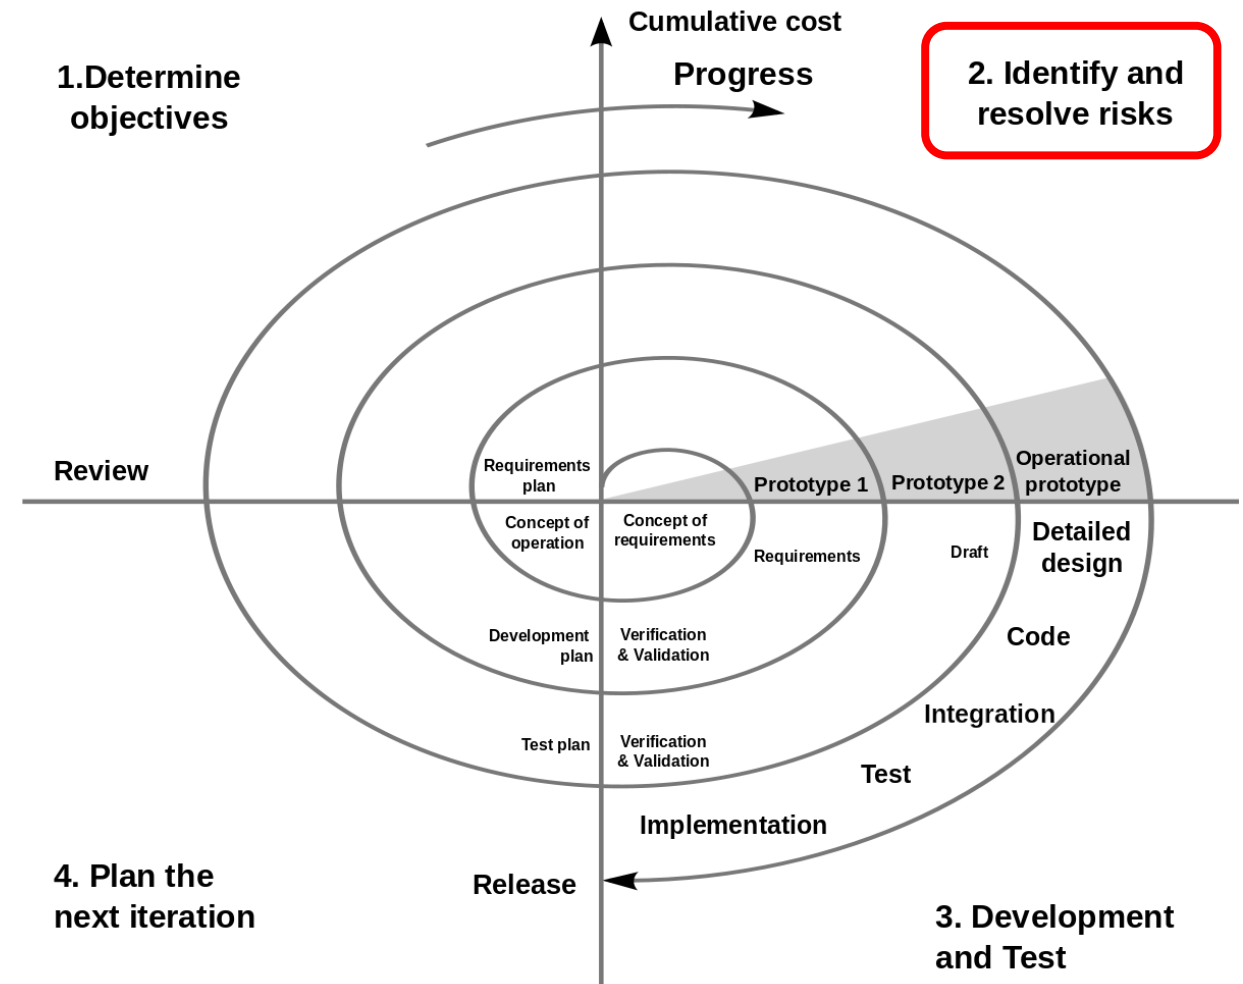 Cumulative cost
Progress
1.Determine
objectives
2. Identify and
resolve risks
Review
Requirements
plan
Concept of
operation
Concept of
requirements
Prototype 1
Prototype 2
Operational
prototype
Requirements
Draft
Detailed
design
Development
plan
Verification
& Validation
Code
Integration
Test plan
Verification
& Validation
Test
Implementation
Release
4. Plan the
next iteration
3. Development
and Test